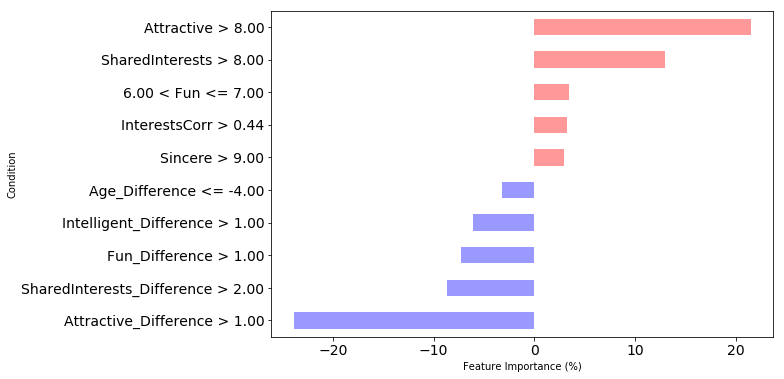 Attractive > 8.00
SharedInterests > 8.00
6.00 < Fun <= 7.00
InterestsCorr > 0.44
Sincere > 9.00
Age_Difference <= -4.00
Intelligent_Difference > 1.00
Fun_Difference > 1.00
SharedInterests_Difference > 2.00
Attractive_Difference > 1.00
Condition
−20 −10 0 10 20
Feature Importance (%)